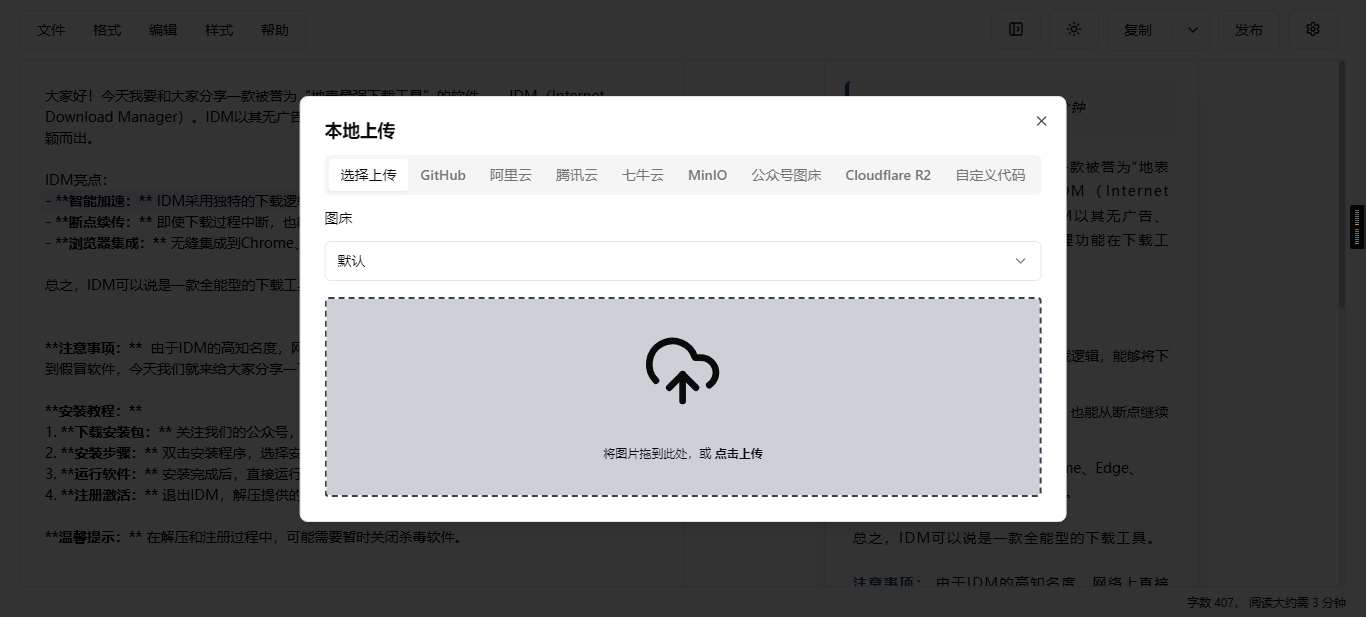 文件 格式 编辑 样式 帮助 复制 发布
大家好！今天我要和大家分享一款被誉为“地表最强下载工具”的软件——IDM（Internet
Download Manager）。IDM以其无广告
颖而出。
IDM亮点：
- **智能加速：** IDM采用独特的下载逻辑
- **断点续传：** 即使下载过程中断，也能
- **浏览器集成：** 无缝集成到Chrome、
总之，IDM可以说是一款全能型的下载工具
**注意事项：** 由于IDM的高知名度，网
到假冒软件，今天我们就来给大家分享一下
**安装教程：**
1. **下载安装包：** 关注我们的公众号，
2. **安装步骤：** 双击安装程序，选择安
3. **运行软件：** 安装完成后，直接运行
4. **注册激活：** 退出IDM，解压提供的
**温馨提示：** 在解压和注册过程中，可能需要暂时关闭杀毒软件。
本地上传
选择上传 GitHub 阿里云 腾讯云 七牛云 MinIO 公众号图床 Cloudflare R2 自定义代码
图床
默认
将图片拖到此处，或 点击上传
钟
款被誉为“地表
DM（Internet
M以其无广告、
理功能在下载工
载逻辑，能够将下
也能从断点继续
me、Edge、
总之，IDM可以说是一款全能型的下载工具。
注意事项： 由于IDM的高知名度，网络上直接
字数 407， 阅读大约需 3 分钟